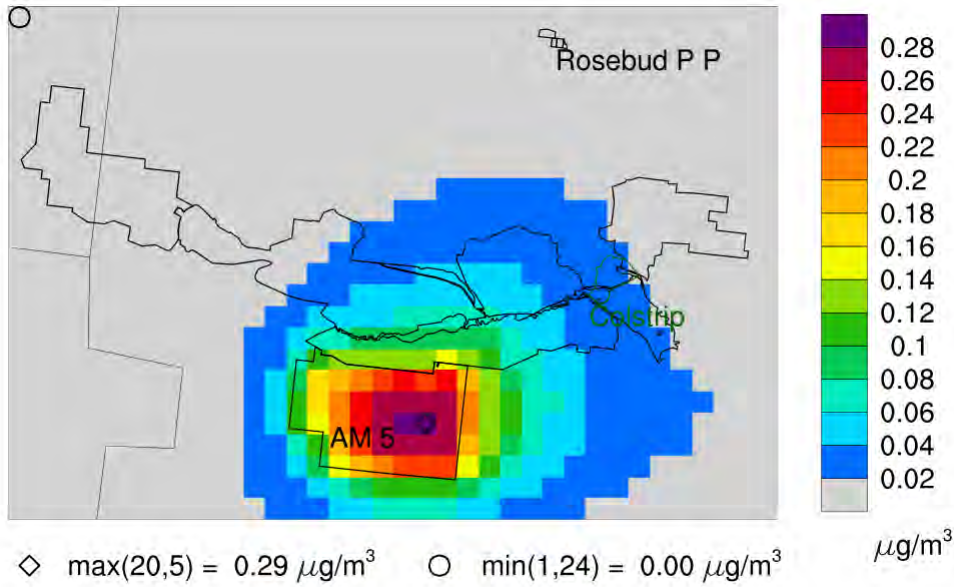 Rosebud P P
Colstrip
AM 5
0.28
0.26
0.24
0.22
0.2
0.18
0.16
0.14
0.12
0.1
0.08
0.06
0.04
0.02
μg/m³
max(20,5) = 0.29 μg/m³
min(1,24) = 0.00 μg/m³